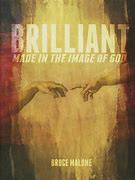 BRILLIANT
MADE IN THE IMAGE OF GOD
BRUCE MALONE